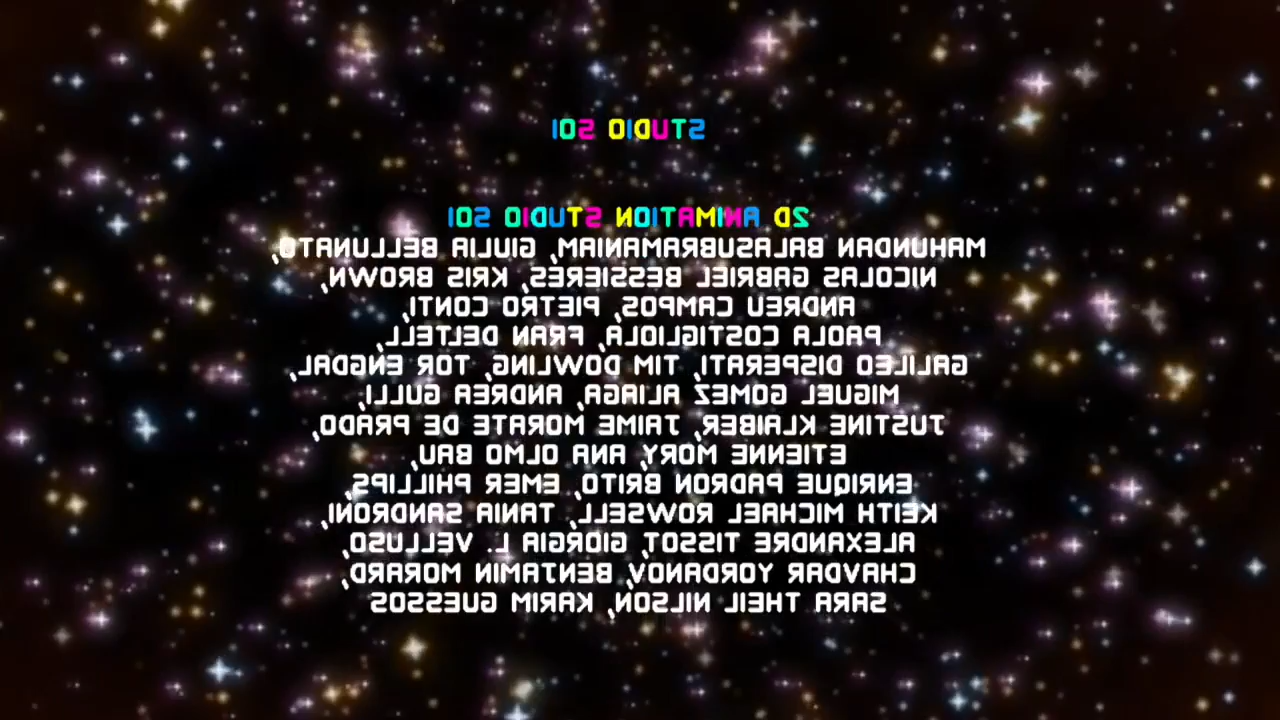 STUDIO SOI
2D ANIMATION STUDIO SOI
MAHUNDAN BALASUBRAMANIAM, GIULIA BELLUNATO,
NICOLAS GABRIEL BESSIERES, KRIS BROWN,
ANDREU CAMPOS, PIETRO CONTI,
PAOLA COSTIGLIOLA, FRAN DELTELL,
GALILEO DISPERATI, TIM DOWLING, TOR ENGDAL,
MIGUEL GOMEZ ALIAGA, ANDREA GULLI,
JUSTINE KLAIBER, JAIME MORATE DE PRADO,
ETIENNE MORY, ANA OLMO BAU,
ENRIQUE PADRON BRITO, EMER PHILLIPS,
KEITH MICHAEL ROWSELL, TANIA SANDRONI,
ALEXANDRE TISSOT, GIORGIA L. VELLUSO,
CHAVDAR YORDANOV, BENJAMIN MORARD,
SARA THEIL NILSON, KARIM GUESSOS